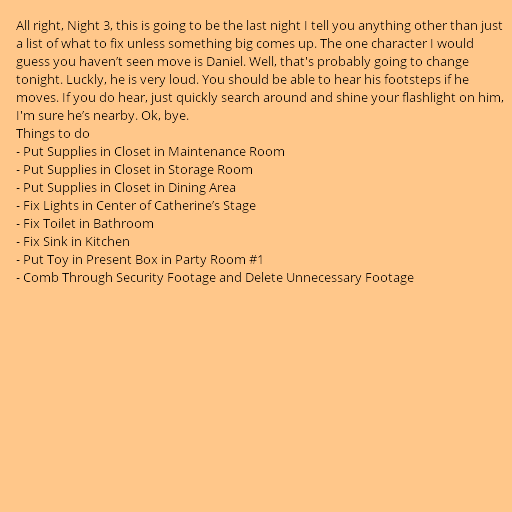 All right, Night 3, this is going to be the last night I tell you anything other than just
a list of what to fix unless something big comes up. The one character I would
guess you haven’t seen move is Daniel. Well, that's probably going to change
tonight. Luckly, he is very loud. You should be able to hear his footsteps if he
moves. If you do hear, just quickly search around and shine your flashlight on him,
I'm sure he’s nearby. Ok, bye.
Things to do
- Put Supplies in Closet in Maintenance Room
- Put Supplies in Closet in Storage Room
- Put Supplies in Closet in Dining Area
- Fix Lights in Center of Catherine’s Stage
- Fix Toilet in Bathroom
- Fix Sink in Kitchen
- Put Toy in Present Box in Party Room #1
- Comb Through Security Footage and Delete Unnecessary Footage